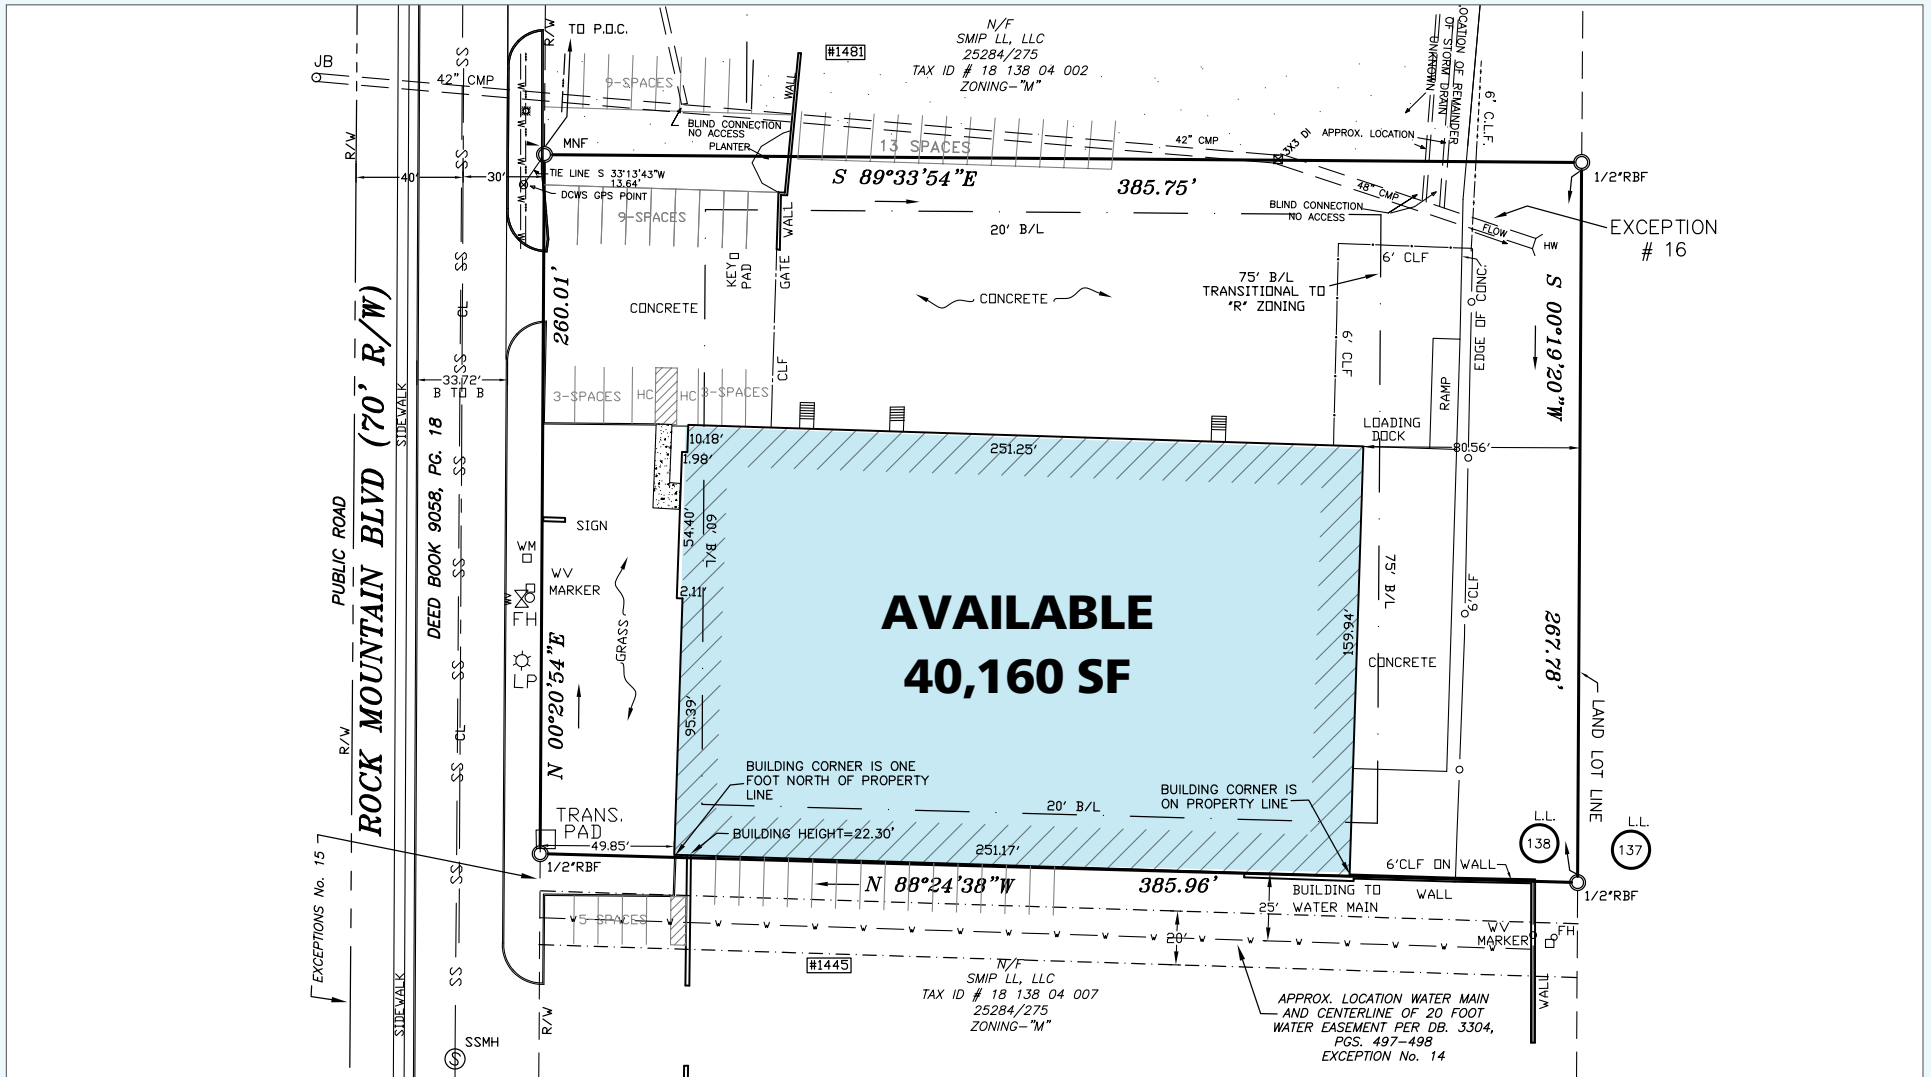 JB
42" CMP
R/W
TO P.O.C.
9-SPACES
#1481
WALL
N/F
SMIP LL, LLC
25284/275
TAX ID # 18 138 04 002
ZONING-"M"
LOCATION OF REMAINDER
OF STORM DRAIN
UNKNOWN
6' C.L.F.
BLIND CONNECTION
NO ACCESS
PLANTER
13 SPACES
42" CMP
3X3 DI
APPROX. LOCATION
R/W
MNF
40'
30'
TIE LINE S 33°13'43"W
13.64'
DCWS GPS POINT
S 89°33'54"E
385.75'
1/2"RBF
48" CMP
BLIND CONNECTION
NO ACCESS
FLOW
HW
EXCEPTION
# 16
9-SPACES
WALL
20' B/L
KEY
PAD
GATE
6' CLF
75' B/L
TRANSITIONAL TO
"R" ZONING
EDGE OF CONC.
260.01'
CONCRETE
CONCRETE
S 00°19'20"W
CL
6' CLF
CLF
33.72'
B TO B
3-SPACES
HC
HC
3-SPACES
RAMP
SIDEWALK
LOADING
DOCK
80.56'
10.18'
1.98'
251.25'
PUBLIC ROAD
ROCK MOUNTAIN BLVD (70' R/W)
DEED BOOK 9058, PG. 18
SIGN
54.40'
60' B/L
WM
WV
MARKER
WV
FH
LP
2.11'
GRASS
AVAILABLE
40,160 SF
159.94'
75' B/L
6'CLF
CONCRETE
267.78'
LAND LOT LINE
N 00°20'54"E
95.39'
R/W
CL
BUILDING CORNER IS ONE
FOOT NORTH OF PROPERTY
LINE
BUILDING CORNER IS
ON PROPERTY LINE
20' B/L
TRANS.
PAD
BUILDING HEIGHT=22.30'
49.85'
251.17'
L.L.
138
L.L.
137
1/2"RBF
6'CLF ON WALL
N 88°24'38"W
385.96'
BUILDING TO
WATER MAIN
25'
WALL
1/2"RBF
EXCEPTIONS No. 15
5-SPACES
20'
WV
MARKER
FH
#1445
N/F
SMIP LL, LLC
TAX ID # 18 138 04 007
25284/275
ZONING-"M"
WALL
APPROX. LOCATION WATER MAIN
AND CENTERLINE OF 20 FOOT
WATER EASEMENT PER DB. 3304,
PGS. 497-498
EXCEPTION No. 14
SIDEWALK
R/W
SSMH
S